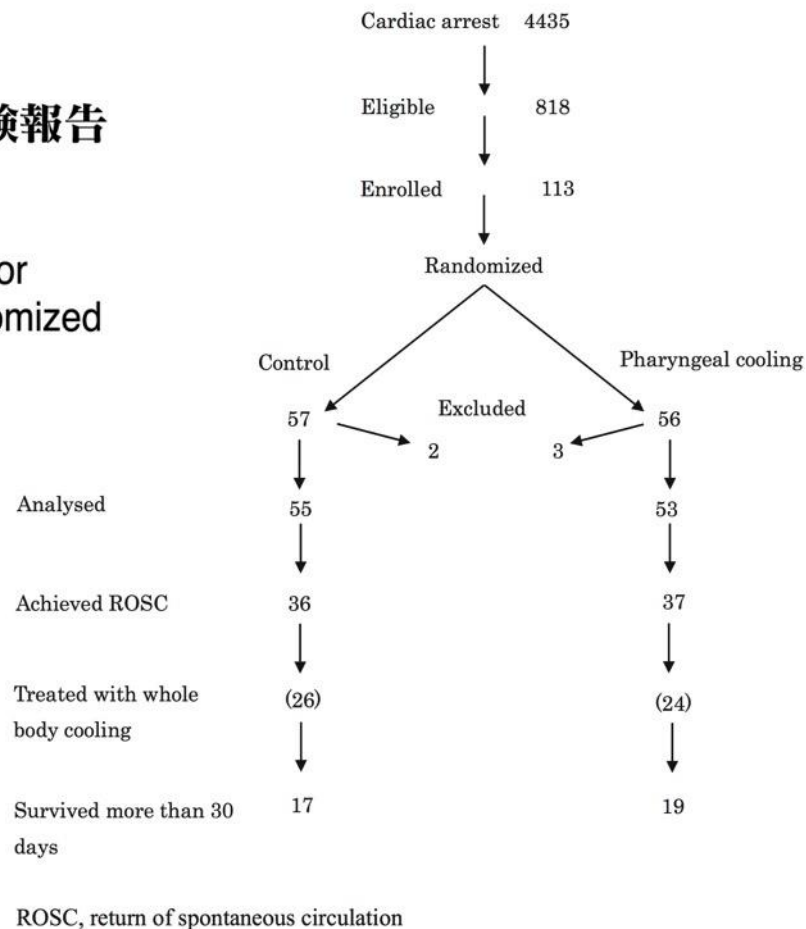 Cardiac arrest 4435
Eligible 818
験報告
Enrolled 113
or
omized
Randomized
Control
Pharyngeal cooling
Excluded
57
56
2
3
Analysed 55 53
Achieved ROSC 36 37
Treated with whole
body cooling
(26) (24)
Survived more than 30
days
17 19
ROSC, return of spontaneous circulation